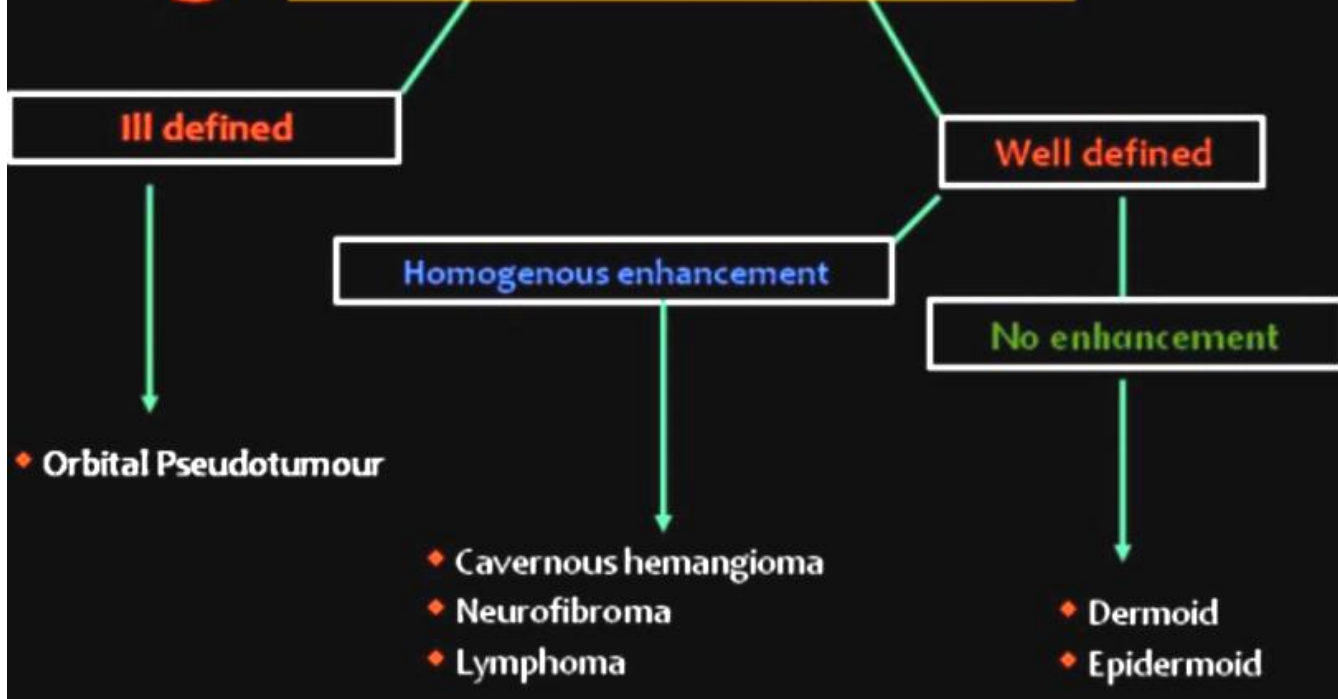 Ill defined
Well defined
Homogenous enhancement
No enhancement
Orbital Pseudotumour
Cavernous hemangioma
Neurofibroma
Lymphoma
Dermoid
Epidermoid